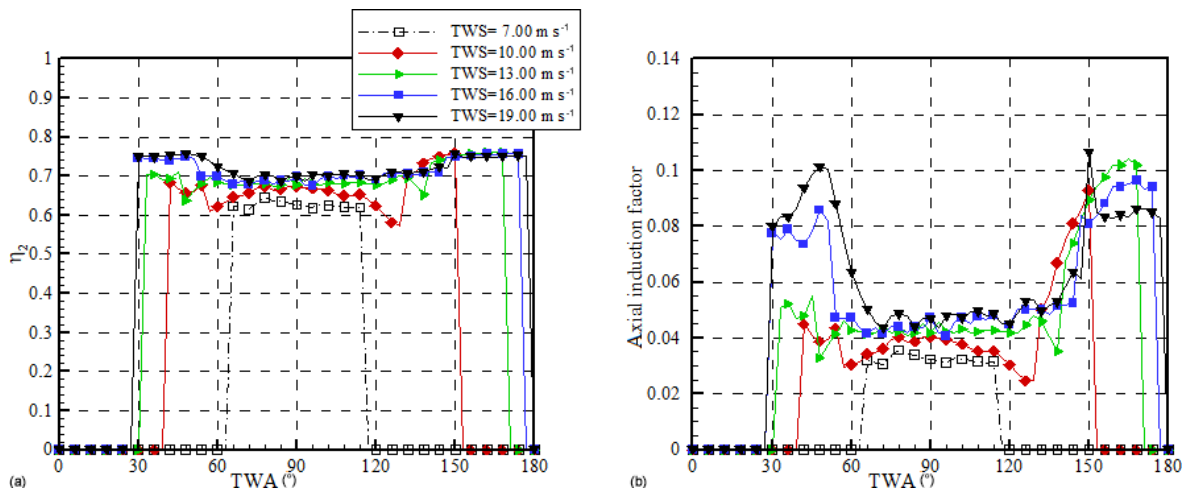 TWS= 7.00 m s⁻¹
TWS=10.00 m s⁻¹
TWS=13.00 m s⁻¹
TWS=16.00 m s⁻¹
TWS=19.00 m s⁻¹
1
0.9
0.8
0.7
0.6
0.5
0.4
0.3
0.2
0.1
0
η₂
0 30 60 90 120 150 180
TWA (°)
(a)
0.14
0.12
0.1
0.08
0.06
0.04
0.02
0
Axial induction factor
0 30 60 90 120 150 180
TWA (°)
(b)